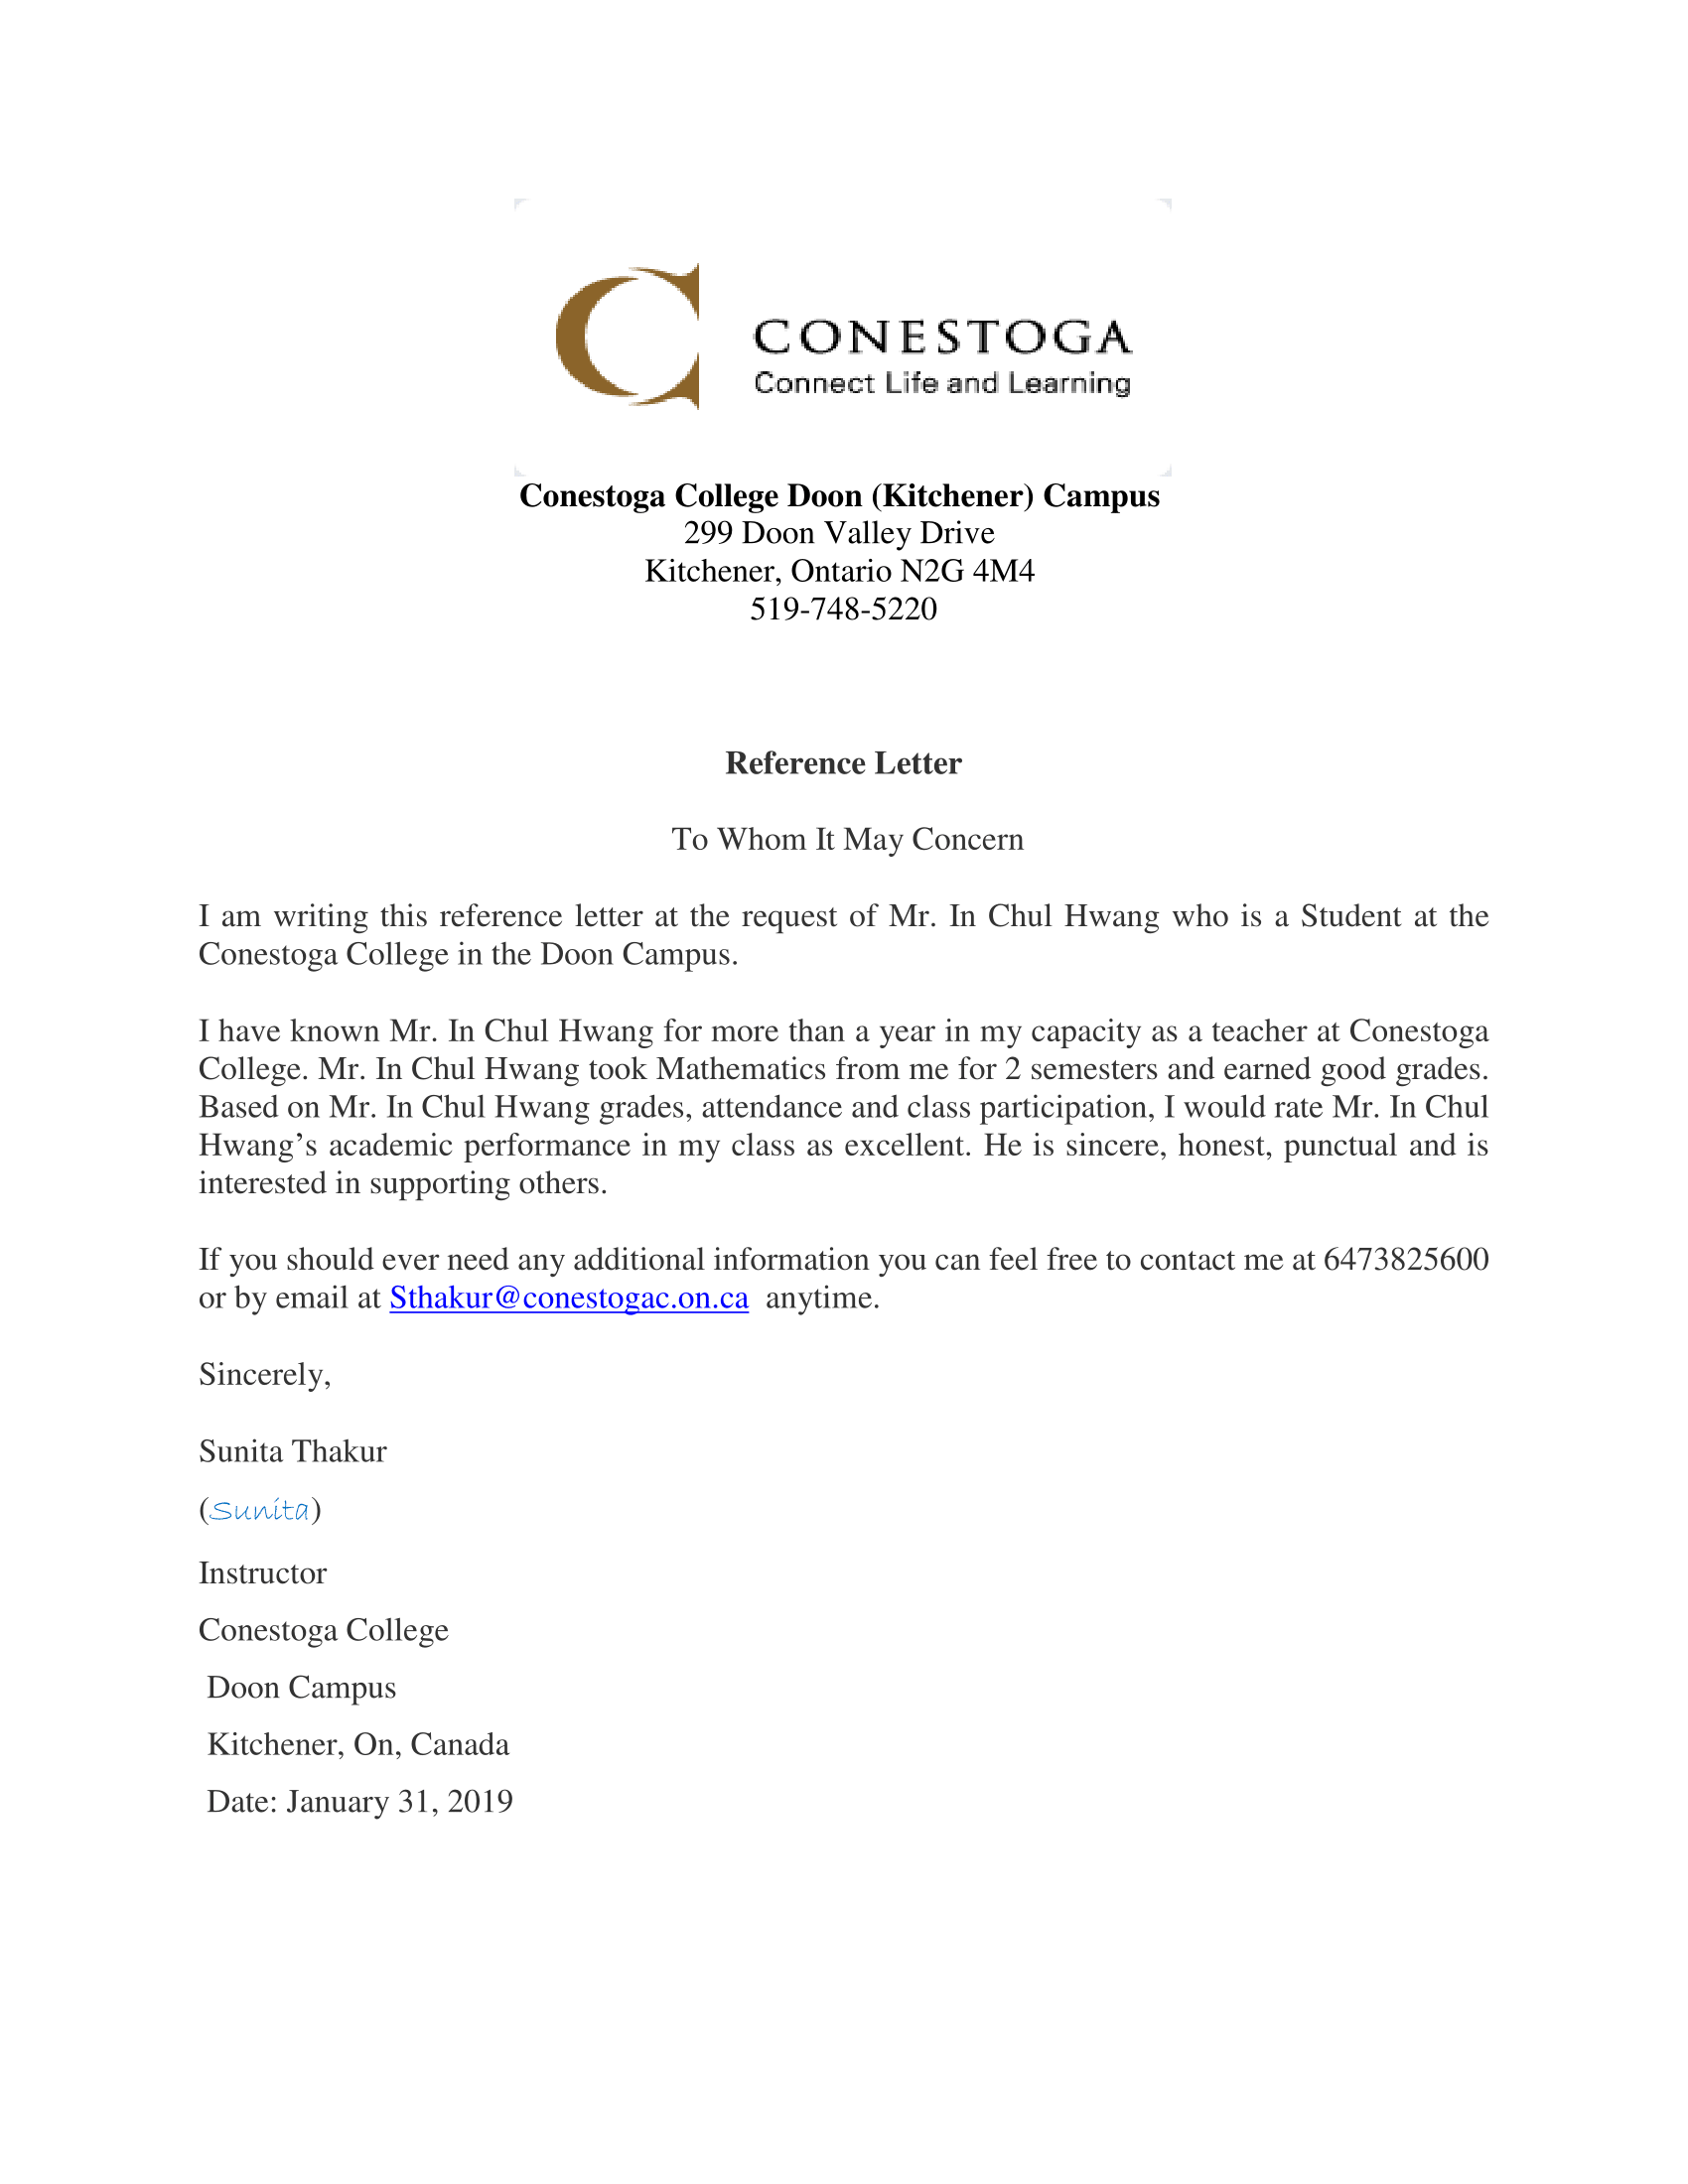 CONESTOGA
Connect Life and Learning
Conestoga College Doon (Kitchener) Campus
299 Doon Valley Drive
Kitchener, Ontario N2G 4M4
519-748-5220
Reference Letter
To Whom It May Concern
I am writing this reference letter at the request of Mr. In Chul Hwang who is a Student at the
Conestoga College in the Doon Campus.
I have known Mr. In Chul Hwang for more than a year in my capacity as a teacher at Conestoga
College. Mr. In Chul Hwang took Mathematics from me for 2 semesters and earned good grades.
Based on Mr. In Chul Hwang grades, attendance and class participation, I would rate Mr. In Chul
Hwang’s academic performance in my class as excellent. He is sincere, honest, punctual and is
interested in supporting others.
If you should ever need any additional information you can feel free to contact me at 6473825600
or by email at Sthakur@conestogac.on.ca anytime.
Sincerely,
Sunita Thakur
(Sunita)
Instructor
Conestoga College
Doon Campus
Kitchener, On, Canada
Date: January 31, 2019